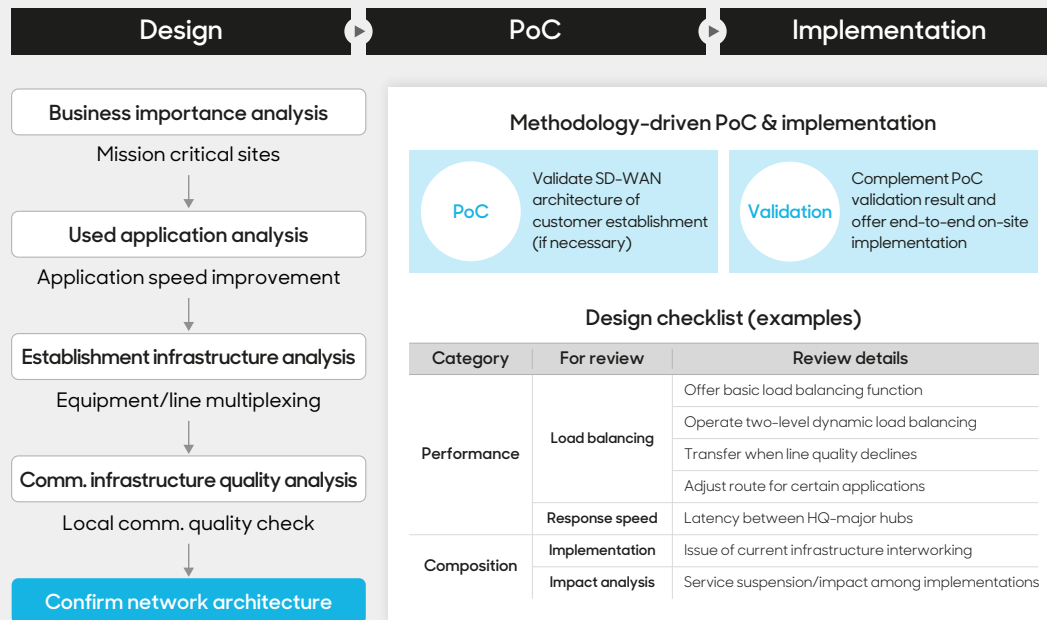 Design
PoC
Implementation
Business importance analysis
Mission critical sites
Used application analysis
Application speed improvement
Establishment infrastructure analysis
Equipment/line multiplexing
Comm. infrastructure quality analysis
Local comm. quality check
Confirm network architecture
Methodology-driven PoC & implementation
PoC
Validate SD-WAN
architecture of
customer establishment
(if necessary)
Validation
Complement PoC
validation result and
offer end-to-end on-site
implementation
Design checklist (examples)
Category For review Review details
Performance
Load balancing
Offer basic load balancing function
Operate two-level dynamic load balancing
Transfer when line quality declines
Adjust route for certain applications
Response speed Latency between HQ-major hubs
Composition
Implementation Issue of current infrastructure interworking
Impact analysis Service suspension/impact among implementations